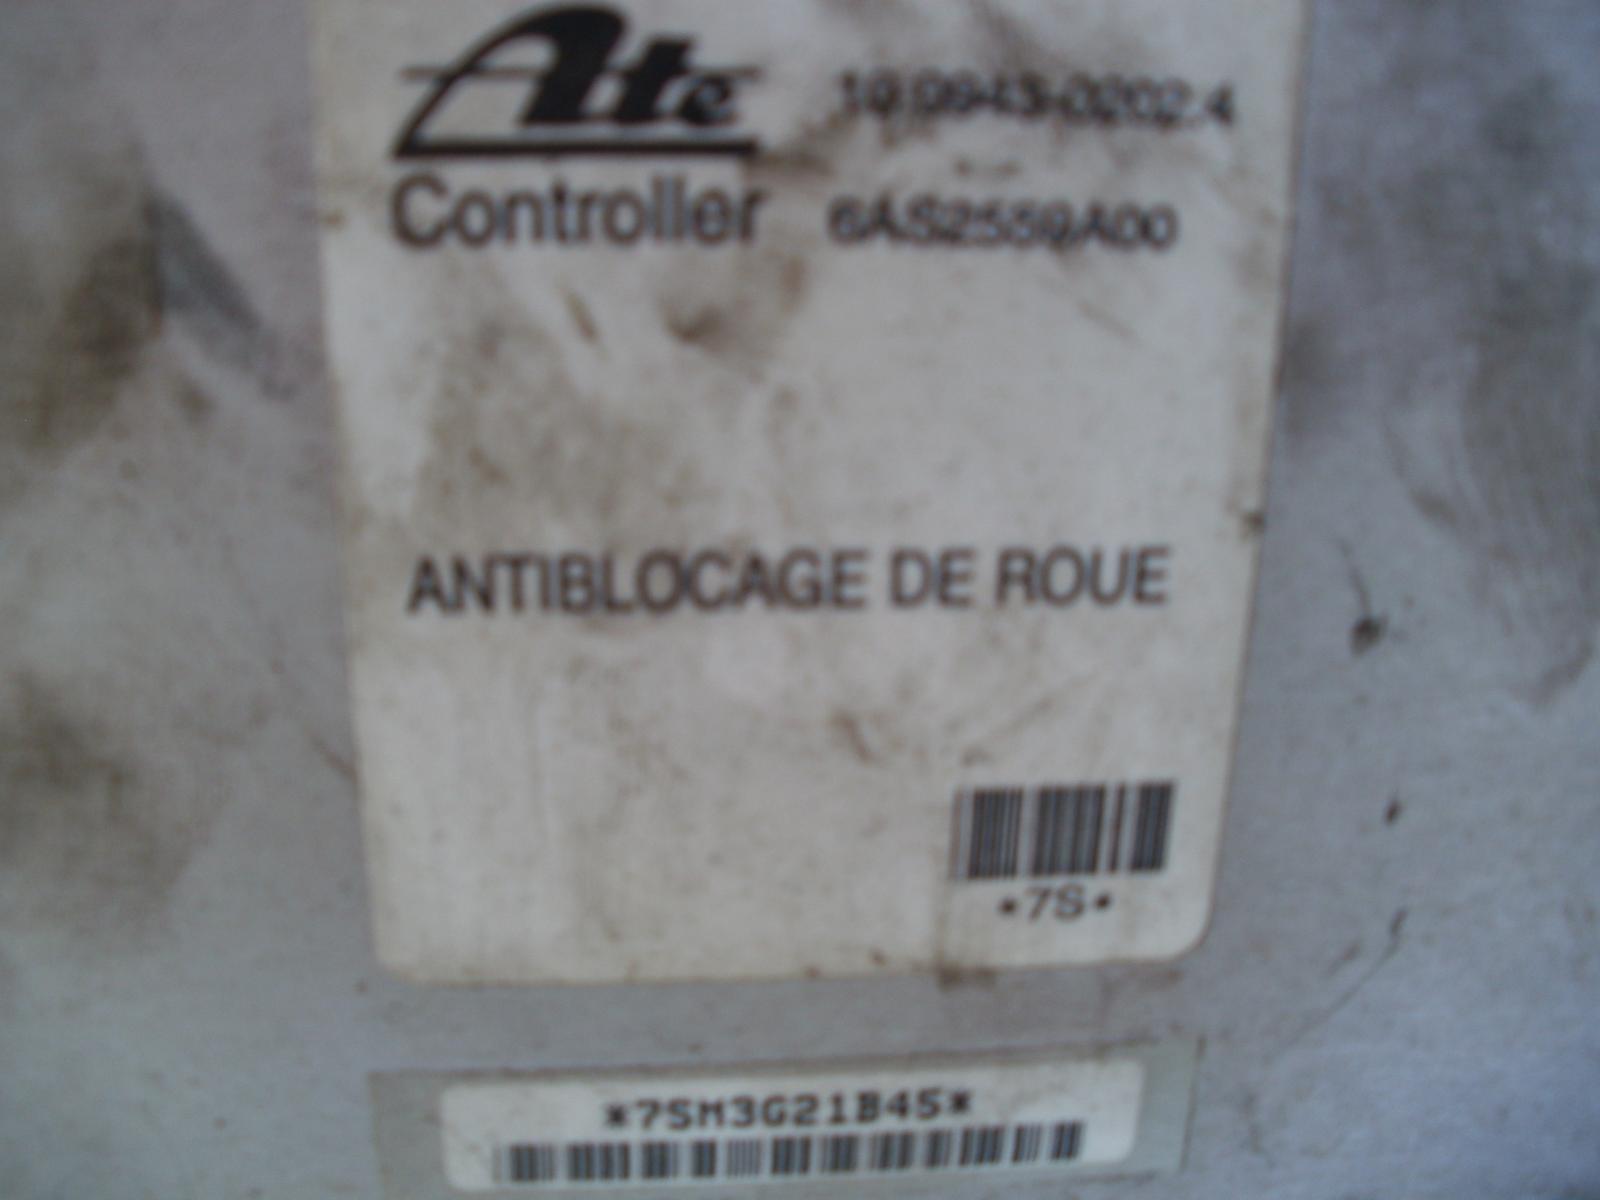 Ate 10.0943-0202.4
Controller 6AS2559A00
ANTIBLOCAGE DE ROUE
*7S*
*7SM3G21B45*